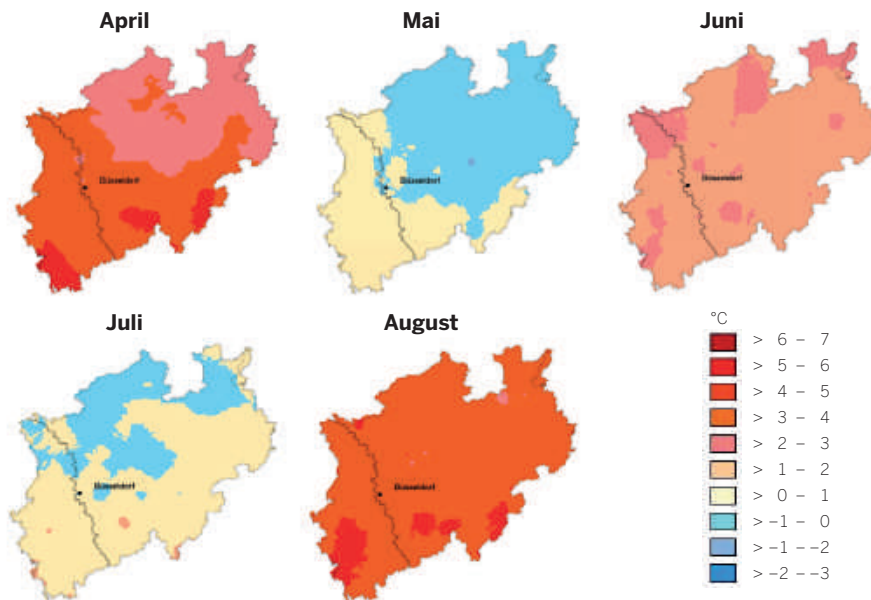 April
Mai
Juni
Düsseldorf
Düsseldorf
Düsseldorf
Juli
August
Düsseldorf
Düsseldorf
°C
> 6 – 7
> 5 – 6
> 4 – 5
> 3 – 4
> 2 – 3
> 1 – 2
> 0 – 1
> –1 – 0
> –1 – –2
> –2 – –3